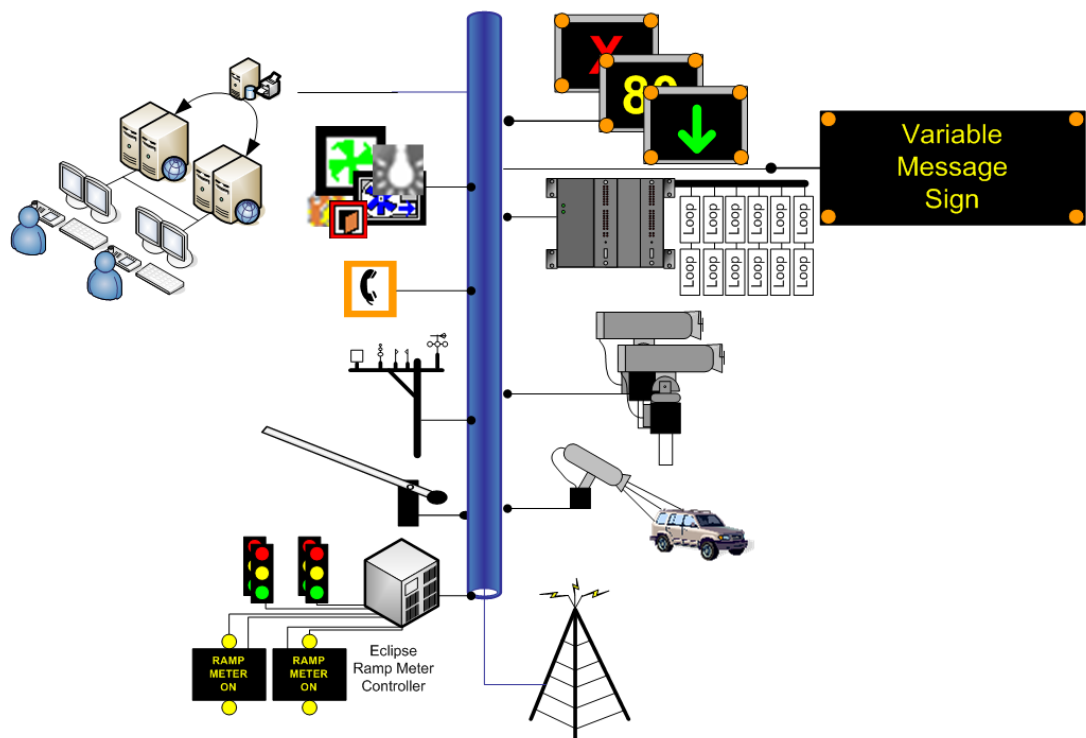 X
Variable
Message
Sign
Loop Loop Loop Loop Loop Loop
Loop Loop Loop Loop Loop Loop
Eclipse
Ramp Meter
Controller
RAMP
METER
ON
RAMP
METER
ON